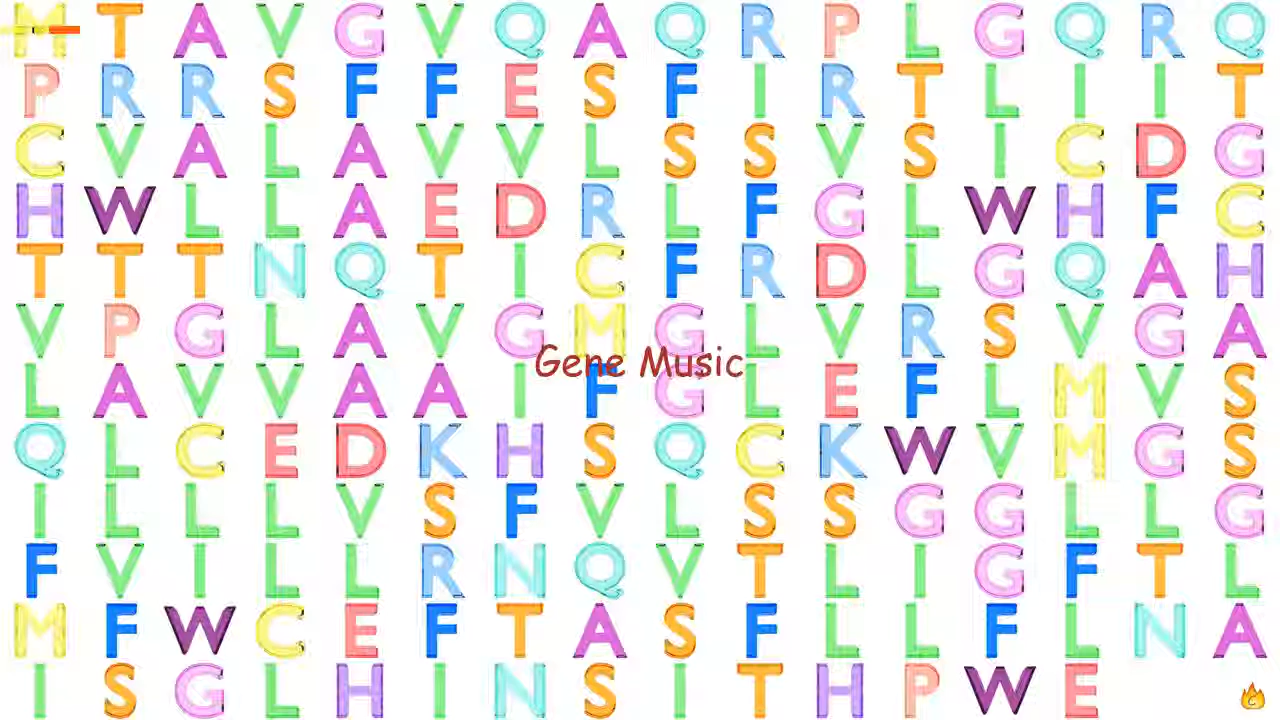 M T A V G V Q A Q R P L G Q R Q
P R R S F F E S F I R T L I I T
C V A L A V V L S S V S I C D G
H W L L A E D R L F G L W H F C
T T T N Q T I C F R D L G Q A H
V P G L A V G M G L V R S V G A
Gene Music
L A V V A A I F G L E F L M V S
Q L C E D K H S Q C K W V M G S
I L L L V S F V L S S G G L L G
F V I L L R N Q V T L I G F T L
M F W C E F T A S F L L F L N A
I S G L H I N S I T H P W E